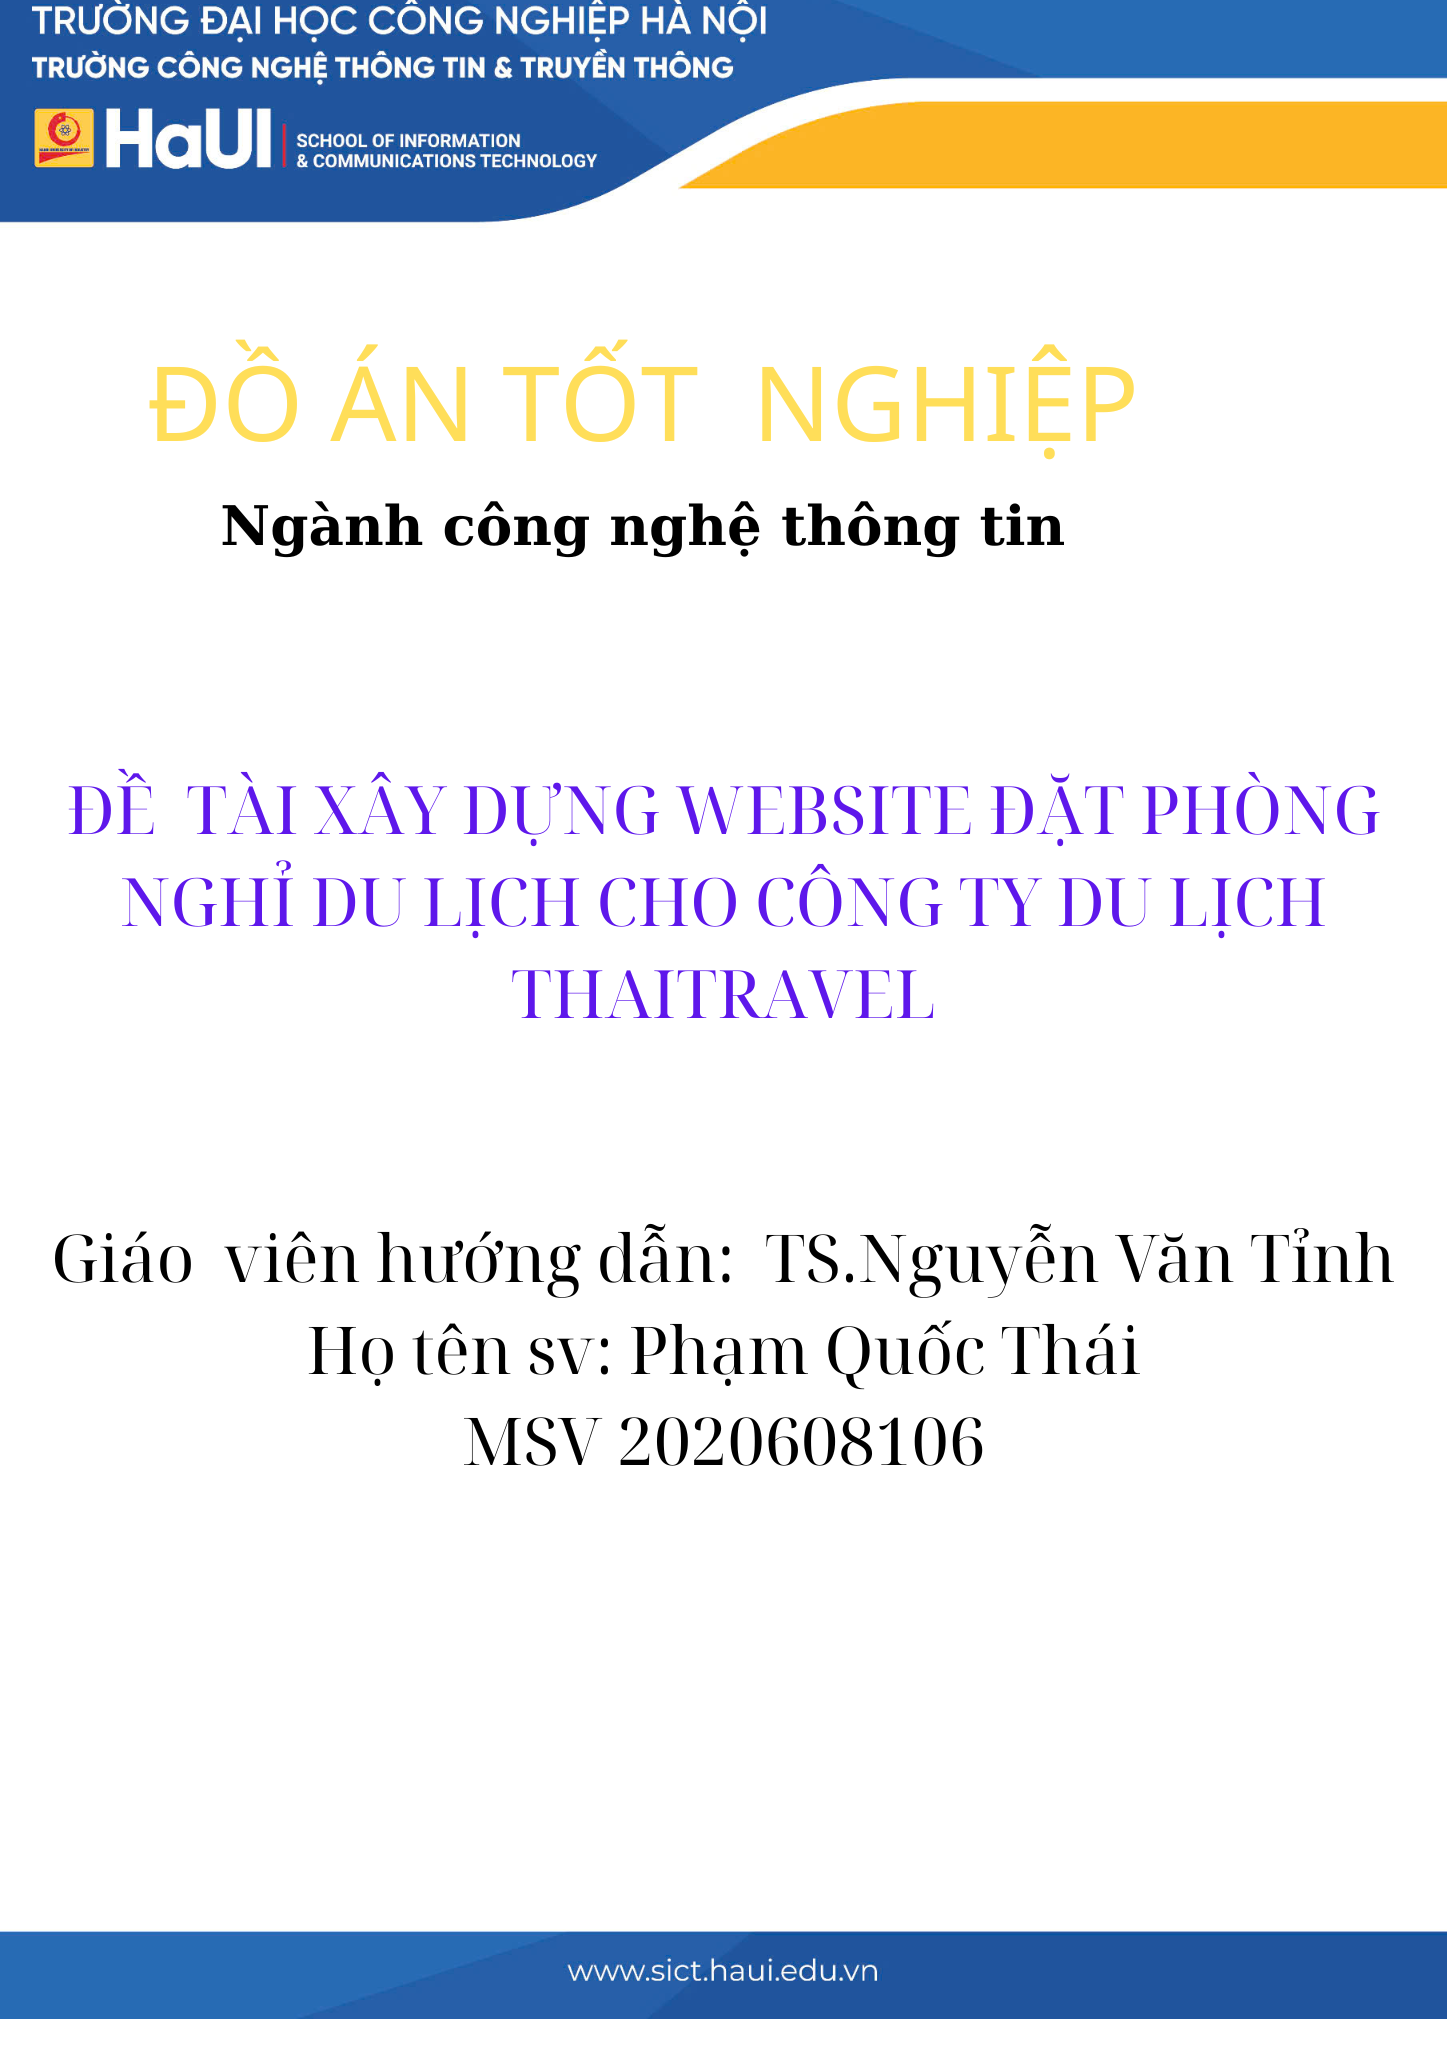 TRƯỜNG ĐẠI HỌC CÔNG NGHIỆP HÀ NỘI
TRƯỜNG CÔNG NGHỆ THÔNG TIN & TRUYỀN THÔNG
HaUI
SCHOOL OF INFORMATION
& COMMUNICATIONS TECHNOLOGY
ĐỒ ÁN TỐT NGHIỆP
Ngành công nghệ thông tin
ĐỀ TÀI XÂY DỰNG WEBSITE ĐẶT PHÒNG
NGHỈ DU LỊCH CHO CÔNG TY DU LỊCH
THAITRAVEL
Giáo viên hướng dẫn: TS.Nguyễn Văn Tỉnh
Họ tên sv: Phạm Quốc Thái
MSV 2020608106
www.sict.haui.edu.vn